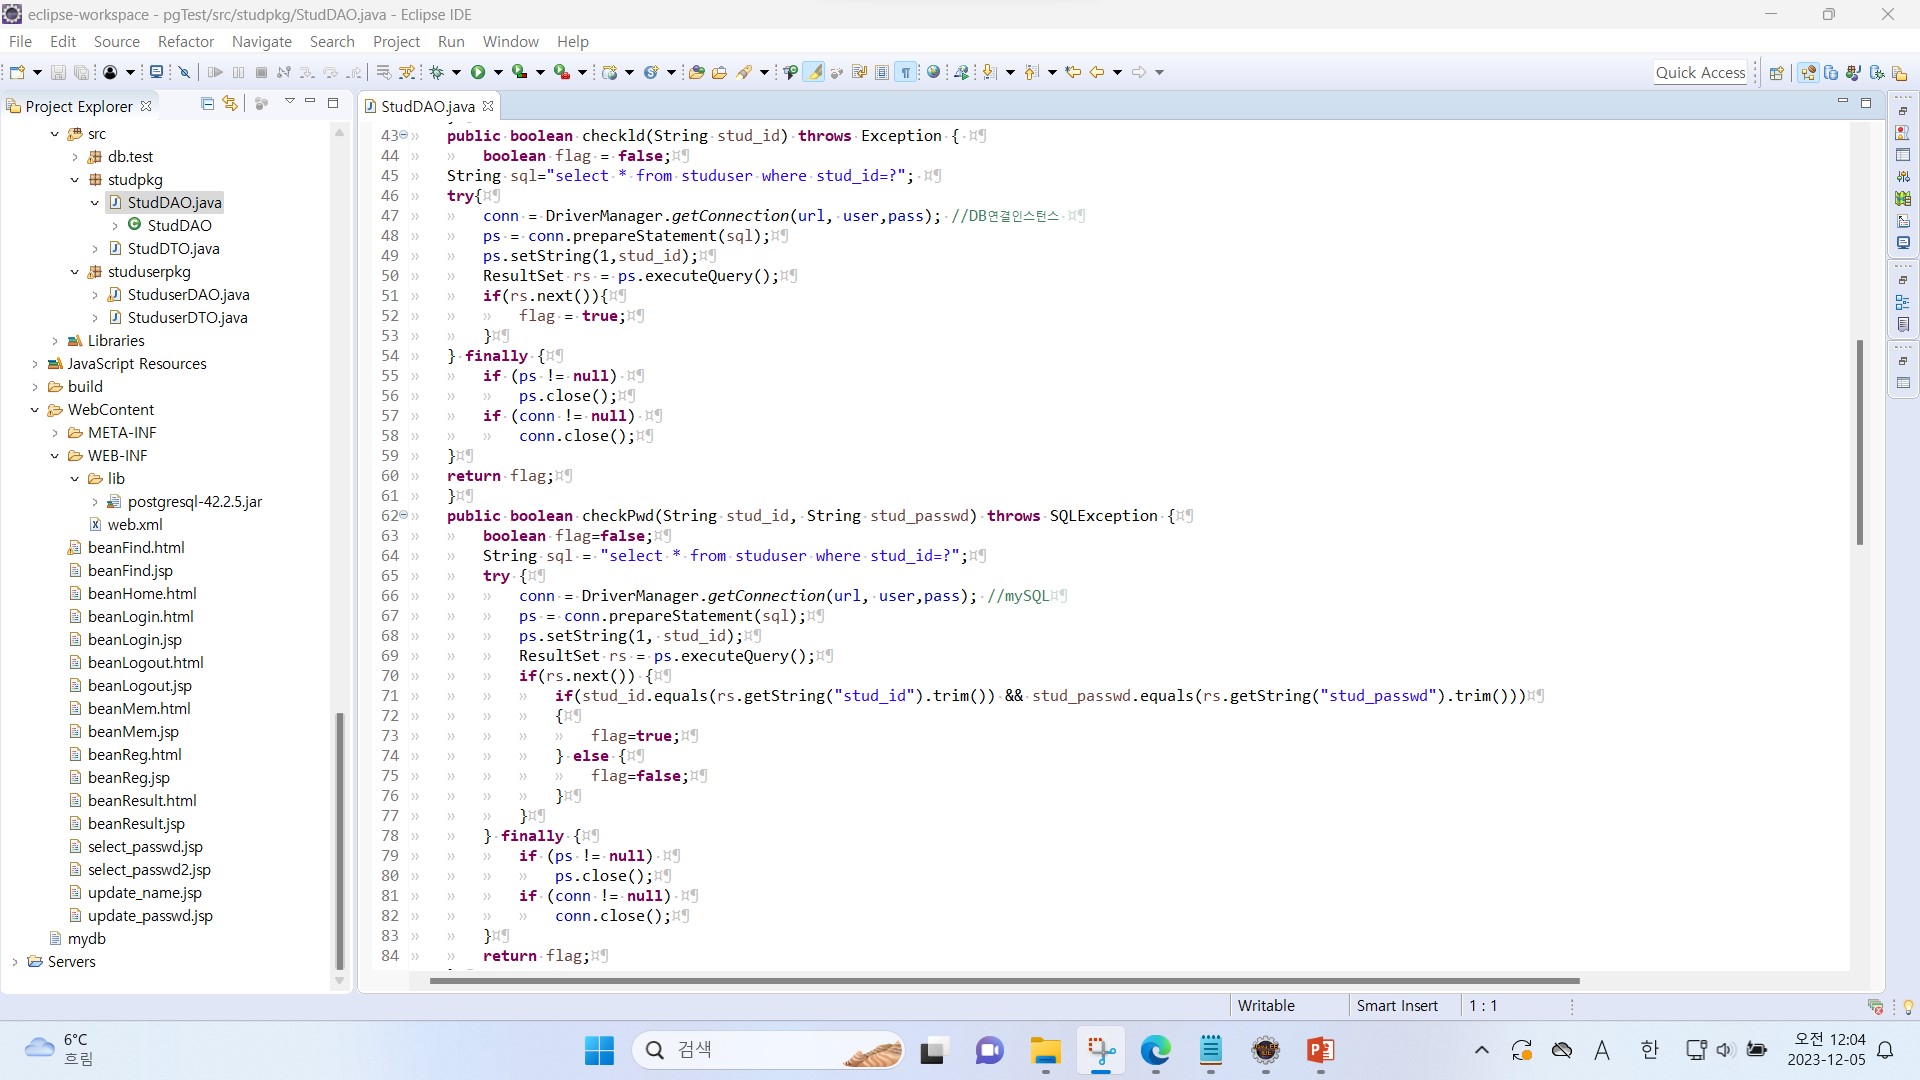 eclipse-workspace - pgTest/src/studpkg/StudDAO.java - Eclipse IDE
File Edit Source Refactor Navigate Search Project Run Window Help
Quick Access
Project Explorer
src
db.test
studpkg
StudDAO.java
StudDAO
StudDTO.java
studuserpkg
StuduserDAO.java
StuduserDTO.java
Libraries
JavaScript Resources
build
WebContent
META-INF
WEB-INF
lib
postgresql-42.2.5.jar
web.xml
beanFind.html
beanFind.jsp
beanHome.html
beanLogin.html
beanLogin.jsp
beanLogout.html
beanLogout.jsp
beanMem.html
beanMem.jsp
beanReg.html
beanReg.jsp
beanResult.html
beanResult.jsp
select_passwd.jsp
select_passwd2.jsp
update_name.jsp
update_passwd.jsp
mydb
Servers
StudDAO.java
43 public boolean checkId(String stud_id) throws Exception {
44 boolean flag = false;
45 String sql="select * from studuser where stud_id=?";
46 try{
47 conn = DriverManager.getConnection(url, user,pass); //DB연결인스턴스
48 ps = conn.prepareStatement(sql);
49 ps.setString(1,stud_id);
50 ResultSet rs = ps.executeQuery();
51 if(rs.next()){
52 flag = true;
53 }
54 } finally {
55 if (ps != null)
56 ps.close();
57 if (conn != null)
58 conn.close();
59 }
60 return flag;
61 }
62 public boolean checkPwd(String stud_id, String stud_passwd) throws SQLException {
63 boolean flag=false;
64 String sql = "select * from studuser where stud_id=?";
65 try {
66 conn = DriverManager.getConnection(url, user,pass); //mySQL
67 ps = conn.prepareStatement(sql);
68 ps.setString(1, stud_id);
69 ResultSet rs = ps.executeQuery();
70 if(rs.next()) {
71 if(stud_id.equals(rs.getString("stud_id").trim()) && stud_passwd.equals(rs.getString("stud_passwd").trim()))
72 {
73 flag=true;
74 } else {
75 flag=false;
76 }
77 }
78 } finally {
79 if (ps != null)
80 ps.close();
81 if (conn != null)
82 conn.close();
83 }
84 return flag;
Writable Smart Insert 1 : 1
6°C
흐림
검색
A 한
오전 12:04
2023-12-05